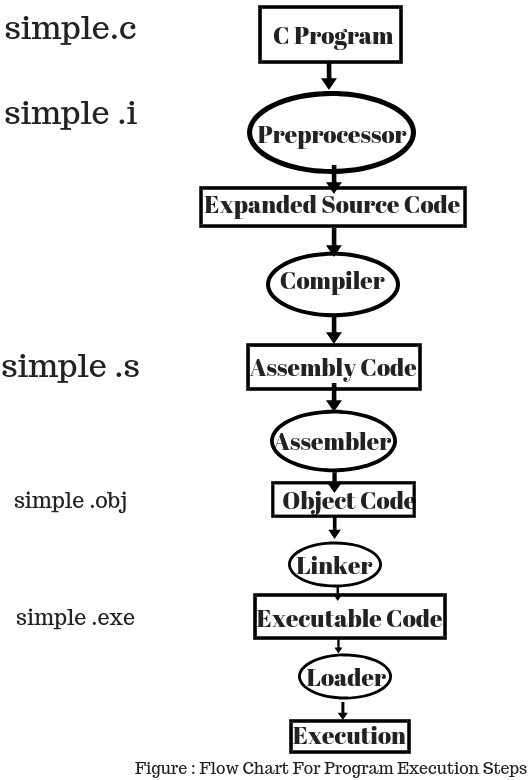 simple.c
C Program
simple .i
Preprocessor
Expanded Source Code
Compiler
simple .s
Assembly Code
Assembler
simple .obj
Object Code
Linker
simple .exe
Executable Code
Loader
Execution
Figure : Flow Chart For Program Execution Steps